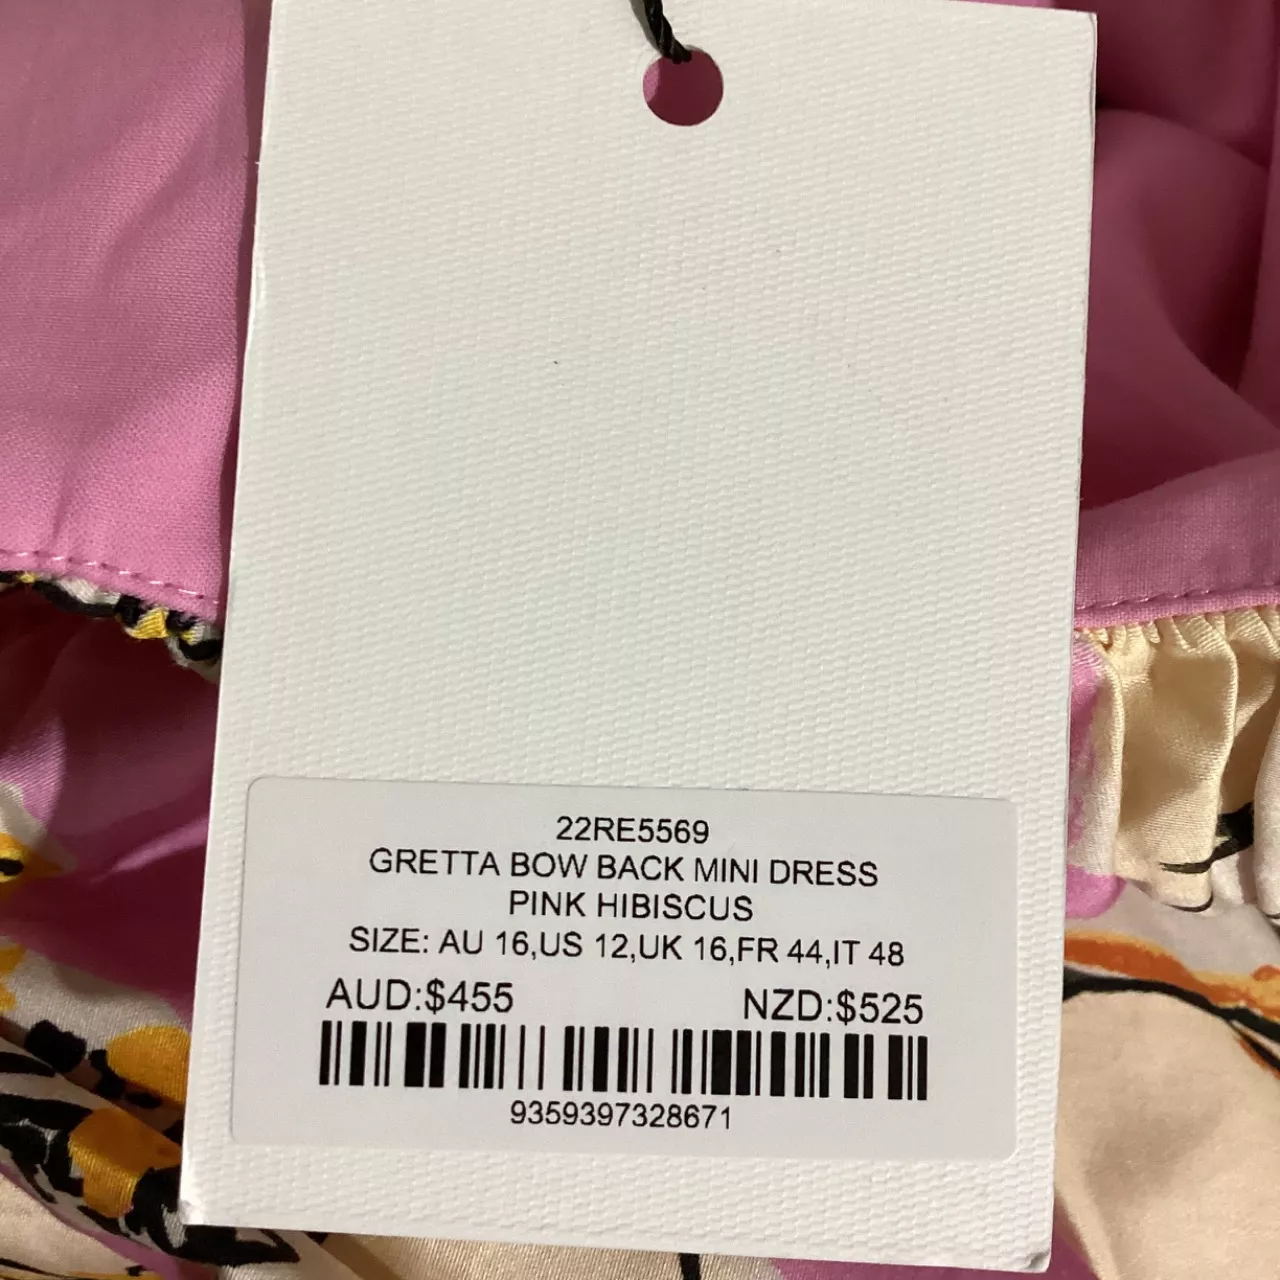 22RE5569
GRETTA BOW BACK MINI DRESS
PINK HIBISCUS
SIZE: AU 16,US 12,UK 16,FR 44,IT 48
AUD:$455 NZD:$525
9359397328671